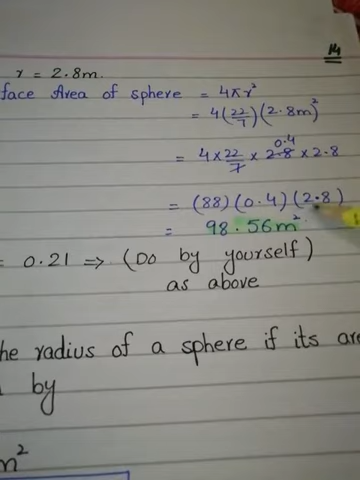 14
r = 2.8m.
face Area of sphere = 4πr²
= 4(22/7)(2.8m)²
0.4
= 4 × 22/7 × 2.8 × 2.8
= (88)(0.4)(2.8)
= 98.56m²
= 0.21 ⇒ (Do by yourself)
as above
he radius of a sphere if its are
by
m²